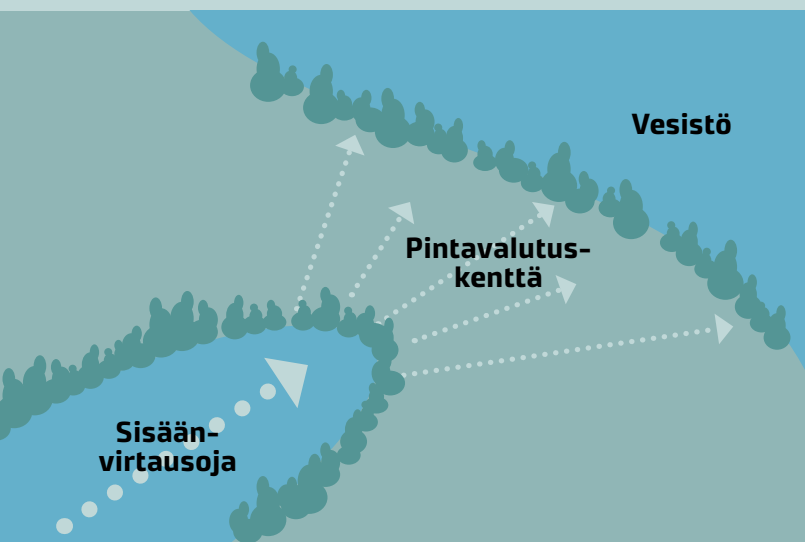 Vesistö
Pintavalutus-
kenttä
Sisään-
virtausoja